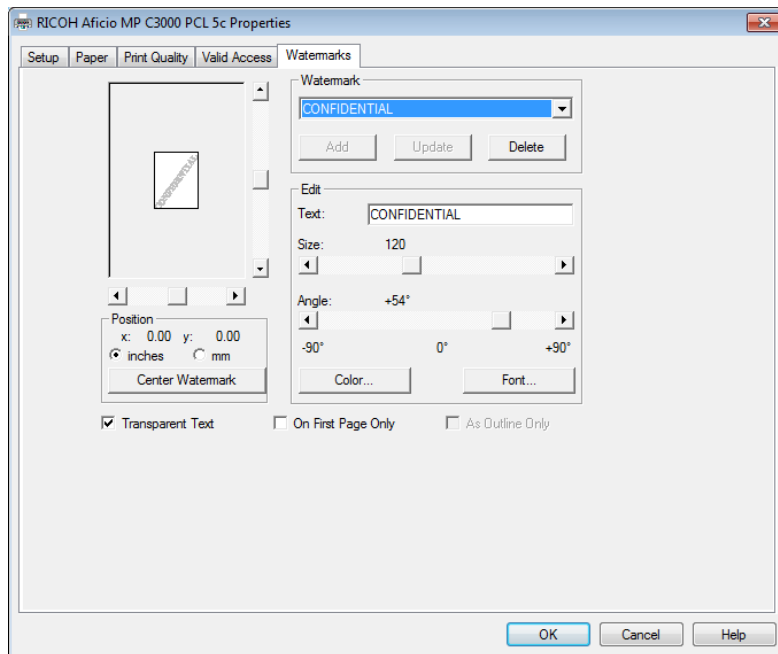 RICOH Aficio MP C3000 PCL 5c Properties
Setup Paper Print Quality Valid Access Watermarks
CONFIDENTIAL
Position
x: 0.00 y: 0.00
inches mm
Center Watermark
Watermark
CONFIDENTIAL
Add Update Delete
Edit
Text: CONFIDENTIAL
Size: 120
Angle: +54°
-90° 0° +90°
Color... Font...
Transparent Text On First Page Only As Outline Only
OK Cancel Help